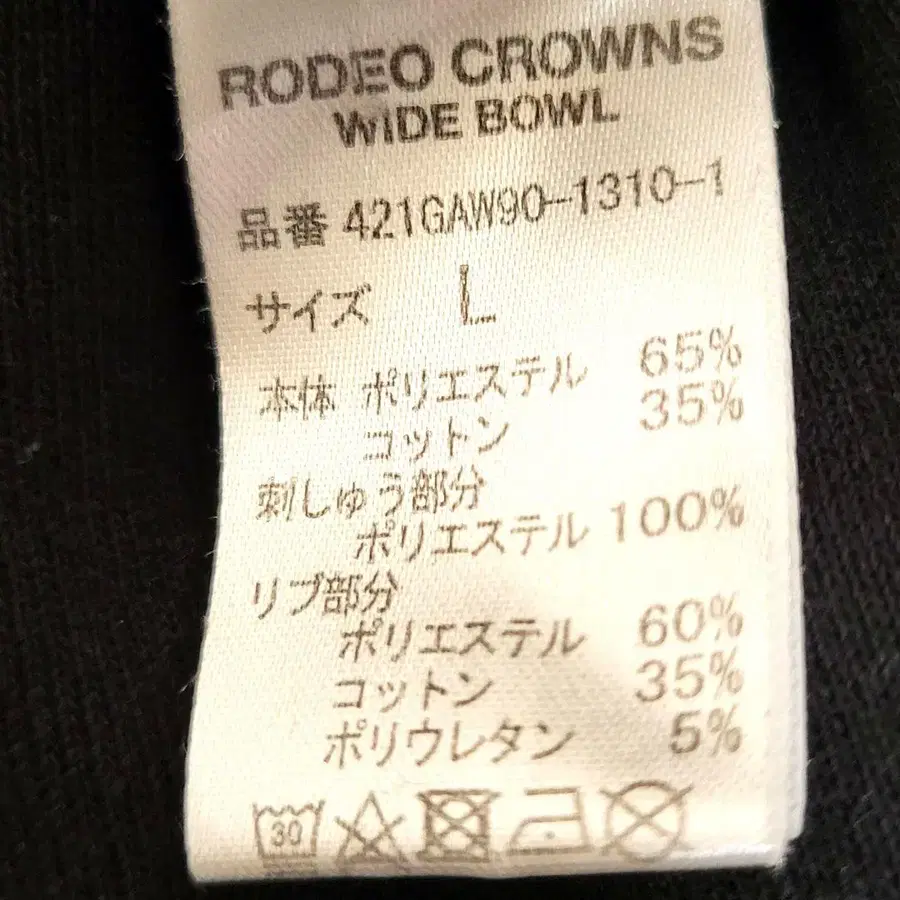 RODEO CROWNS
WIDE BOWL
品番 421GAW90-1310-1
サイズ L
本体 ポリエステル 65%
コットン 35%
刺しゅう部分
ポリエステル 100%
リブ部分
ポリエステル 60%
コットン 35%
ポリウレタン 5%
30